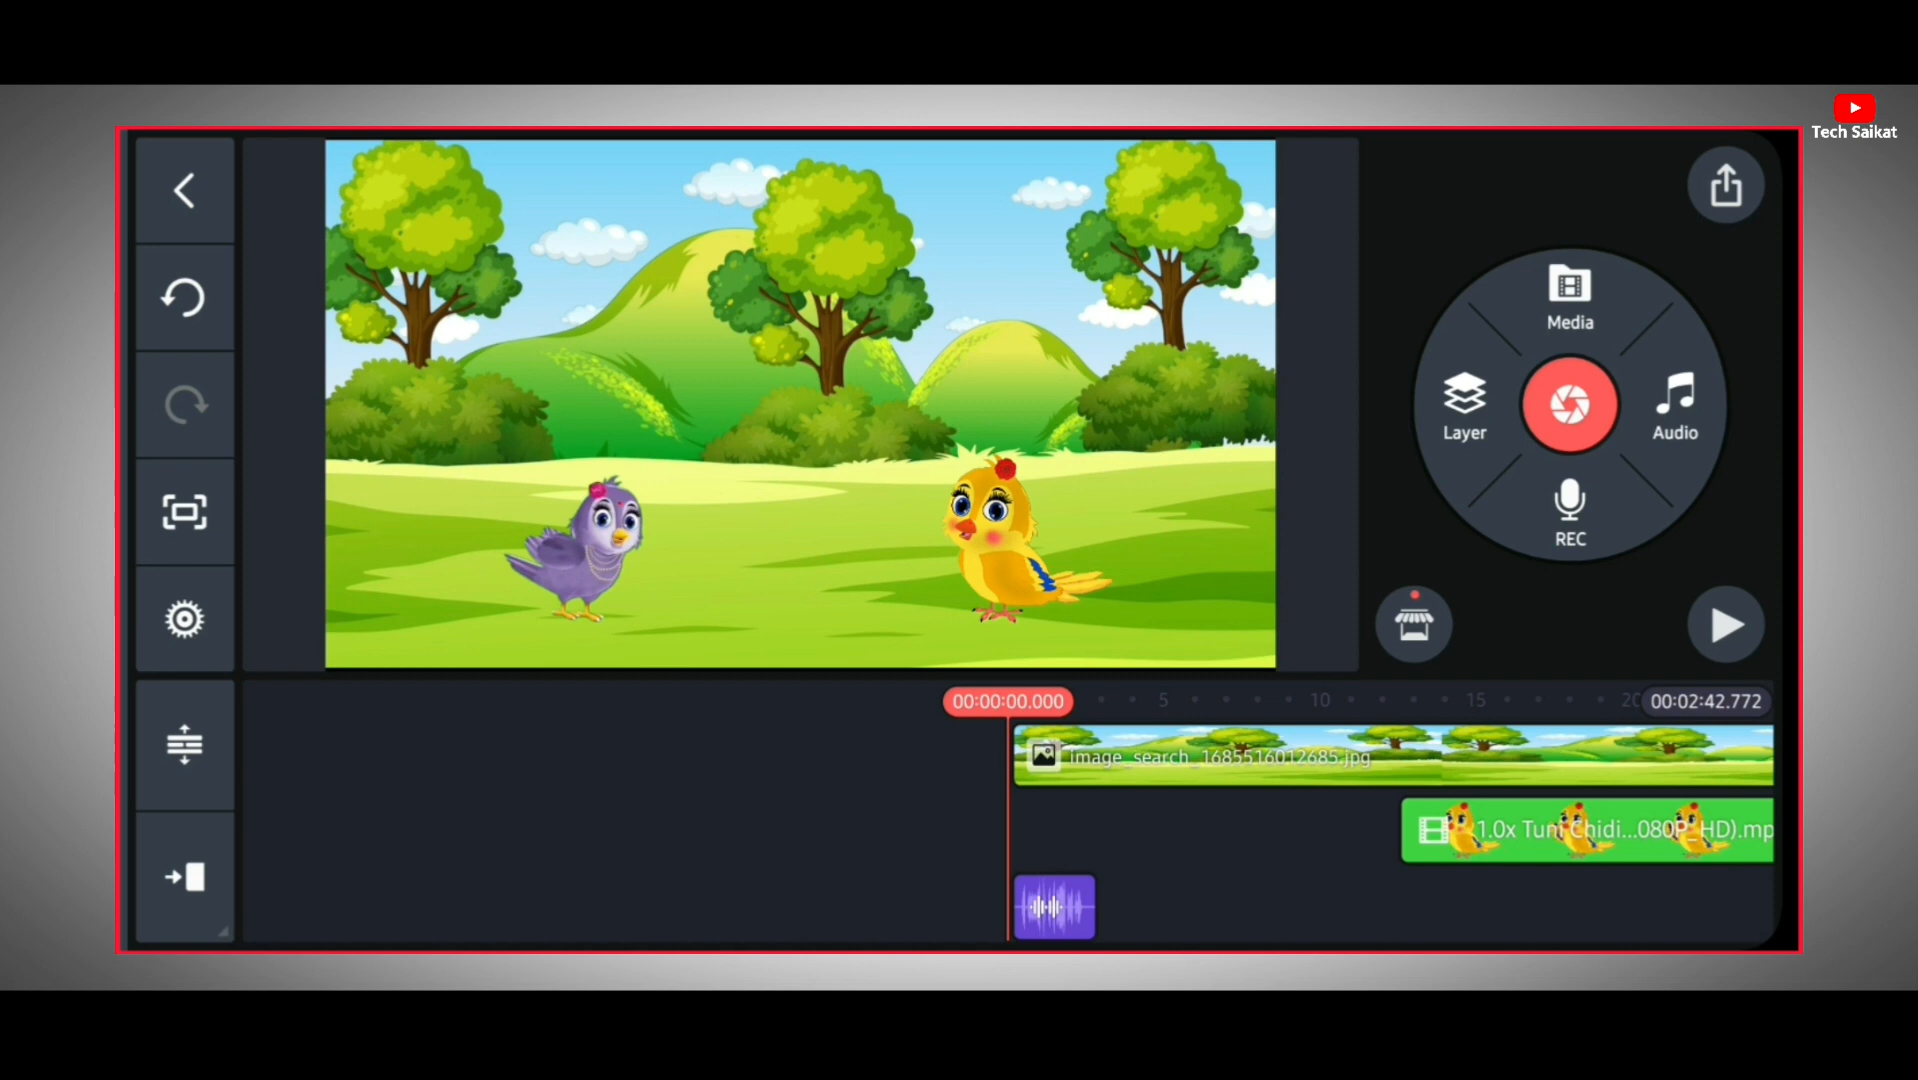 Tech Saikat
Media
Layer
Audio
REC
00:00:00.000
5
10
15
20
00:02:42.772
image_search_1685516012685.jpg
1.0x Tuni Chidi...080P_HD).mp